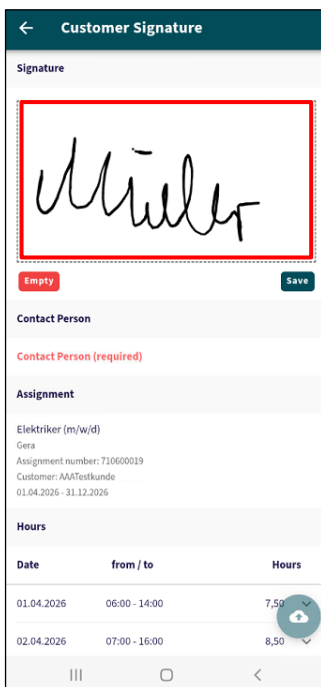 Customer Signature
Signature
Müller
Empty
Save
Contact Person
Contact Person (required)
Assignment
Elektriker (m/w/d)
Gera
Assignment number: 710600019
Customer: AAATestkunde
01.04.2026 - 31.12.2026
Hours
Date from / to Hours
01.04.2026 06:00 - 14:00 7,50
02.04.2026 07:00 - 16:00 8,50